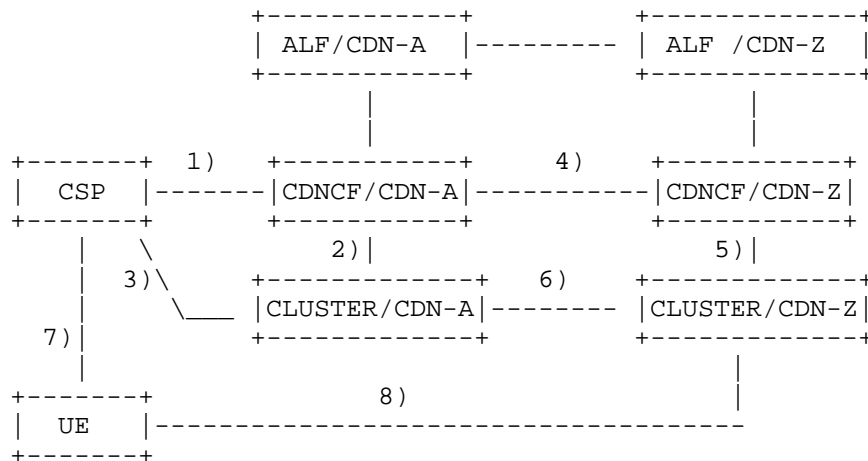 ALF/CDN-A ALF /CDN-Z
1) 4)
CSP CDNCF/CDN-A CDNCF/CDN-Z
2) 5)
3) 6)
CLUSTER/CDN-A CLUSTER/CDN-Z
7)
8)
UE